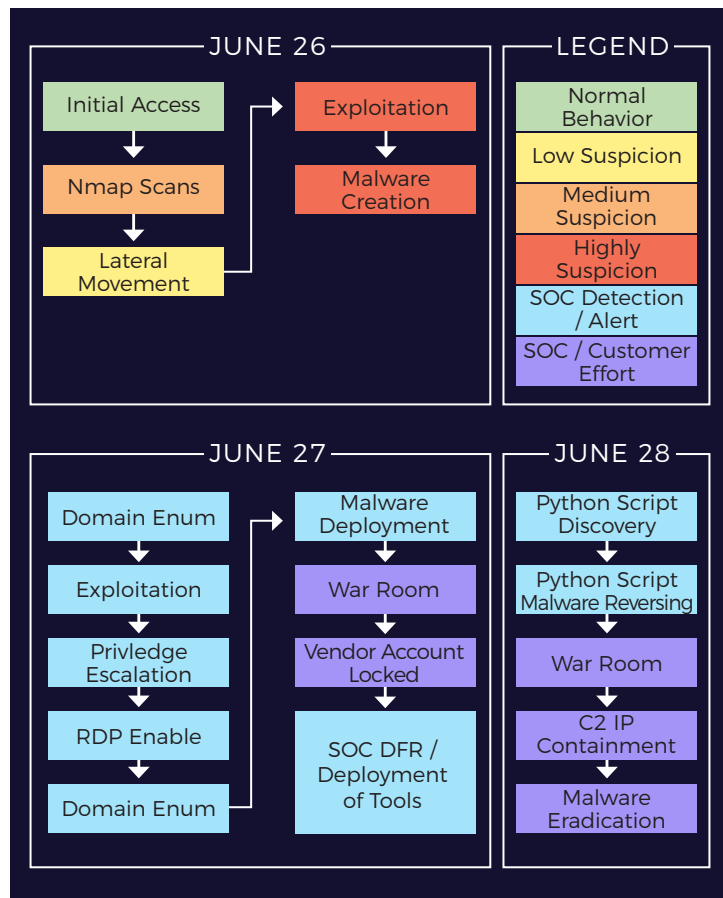 JUNE 26
Initial Access
Nmap Scans
Lateral
Movement
Exploitation
Malware
Creation
LEGEND
Normal
Behavior
Low Suspicion
Medium
Suspicion
Highly
Suspicion
SOC Detection
/ Alert
SOC / Customer
Effort
JUNE 27
Domain Enum
Exploitation
Privledge
Escalation
RDP Enable
Domain Enum
Malware
Deployment
War Room
Vendor Account
Locked
SOC DFR /
Deployment
of Tools
JUNE 28
Python Script
Discovery
Python Script
Malware Reversing
War Room
C2 IP
Containment
Malware
Eradication